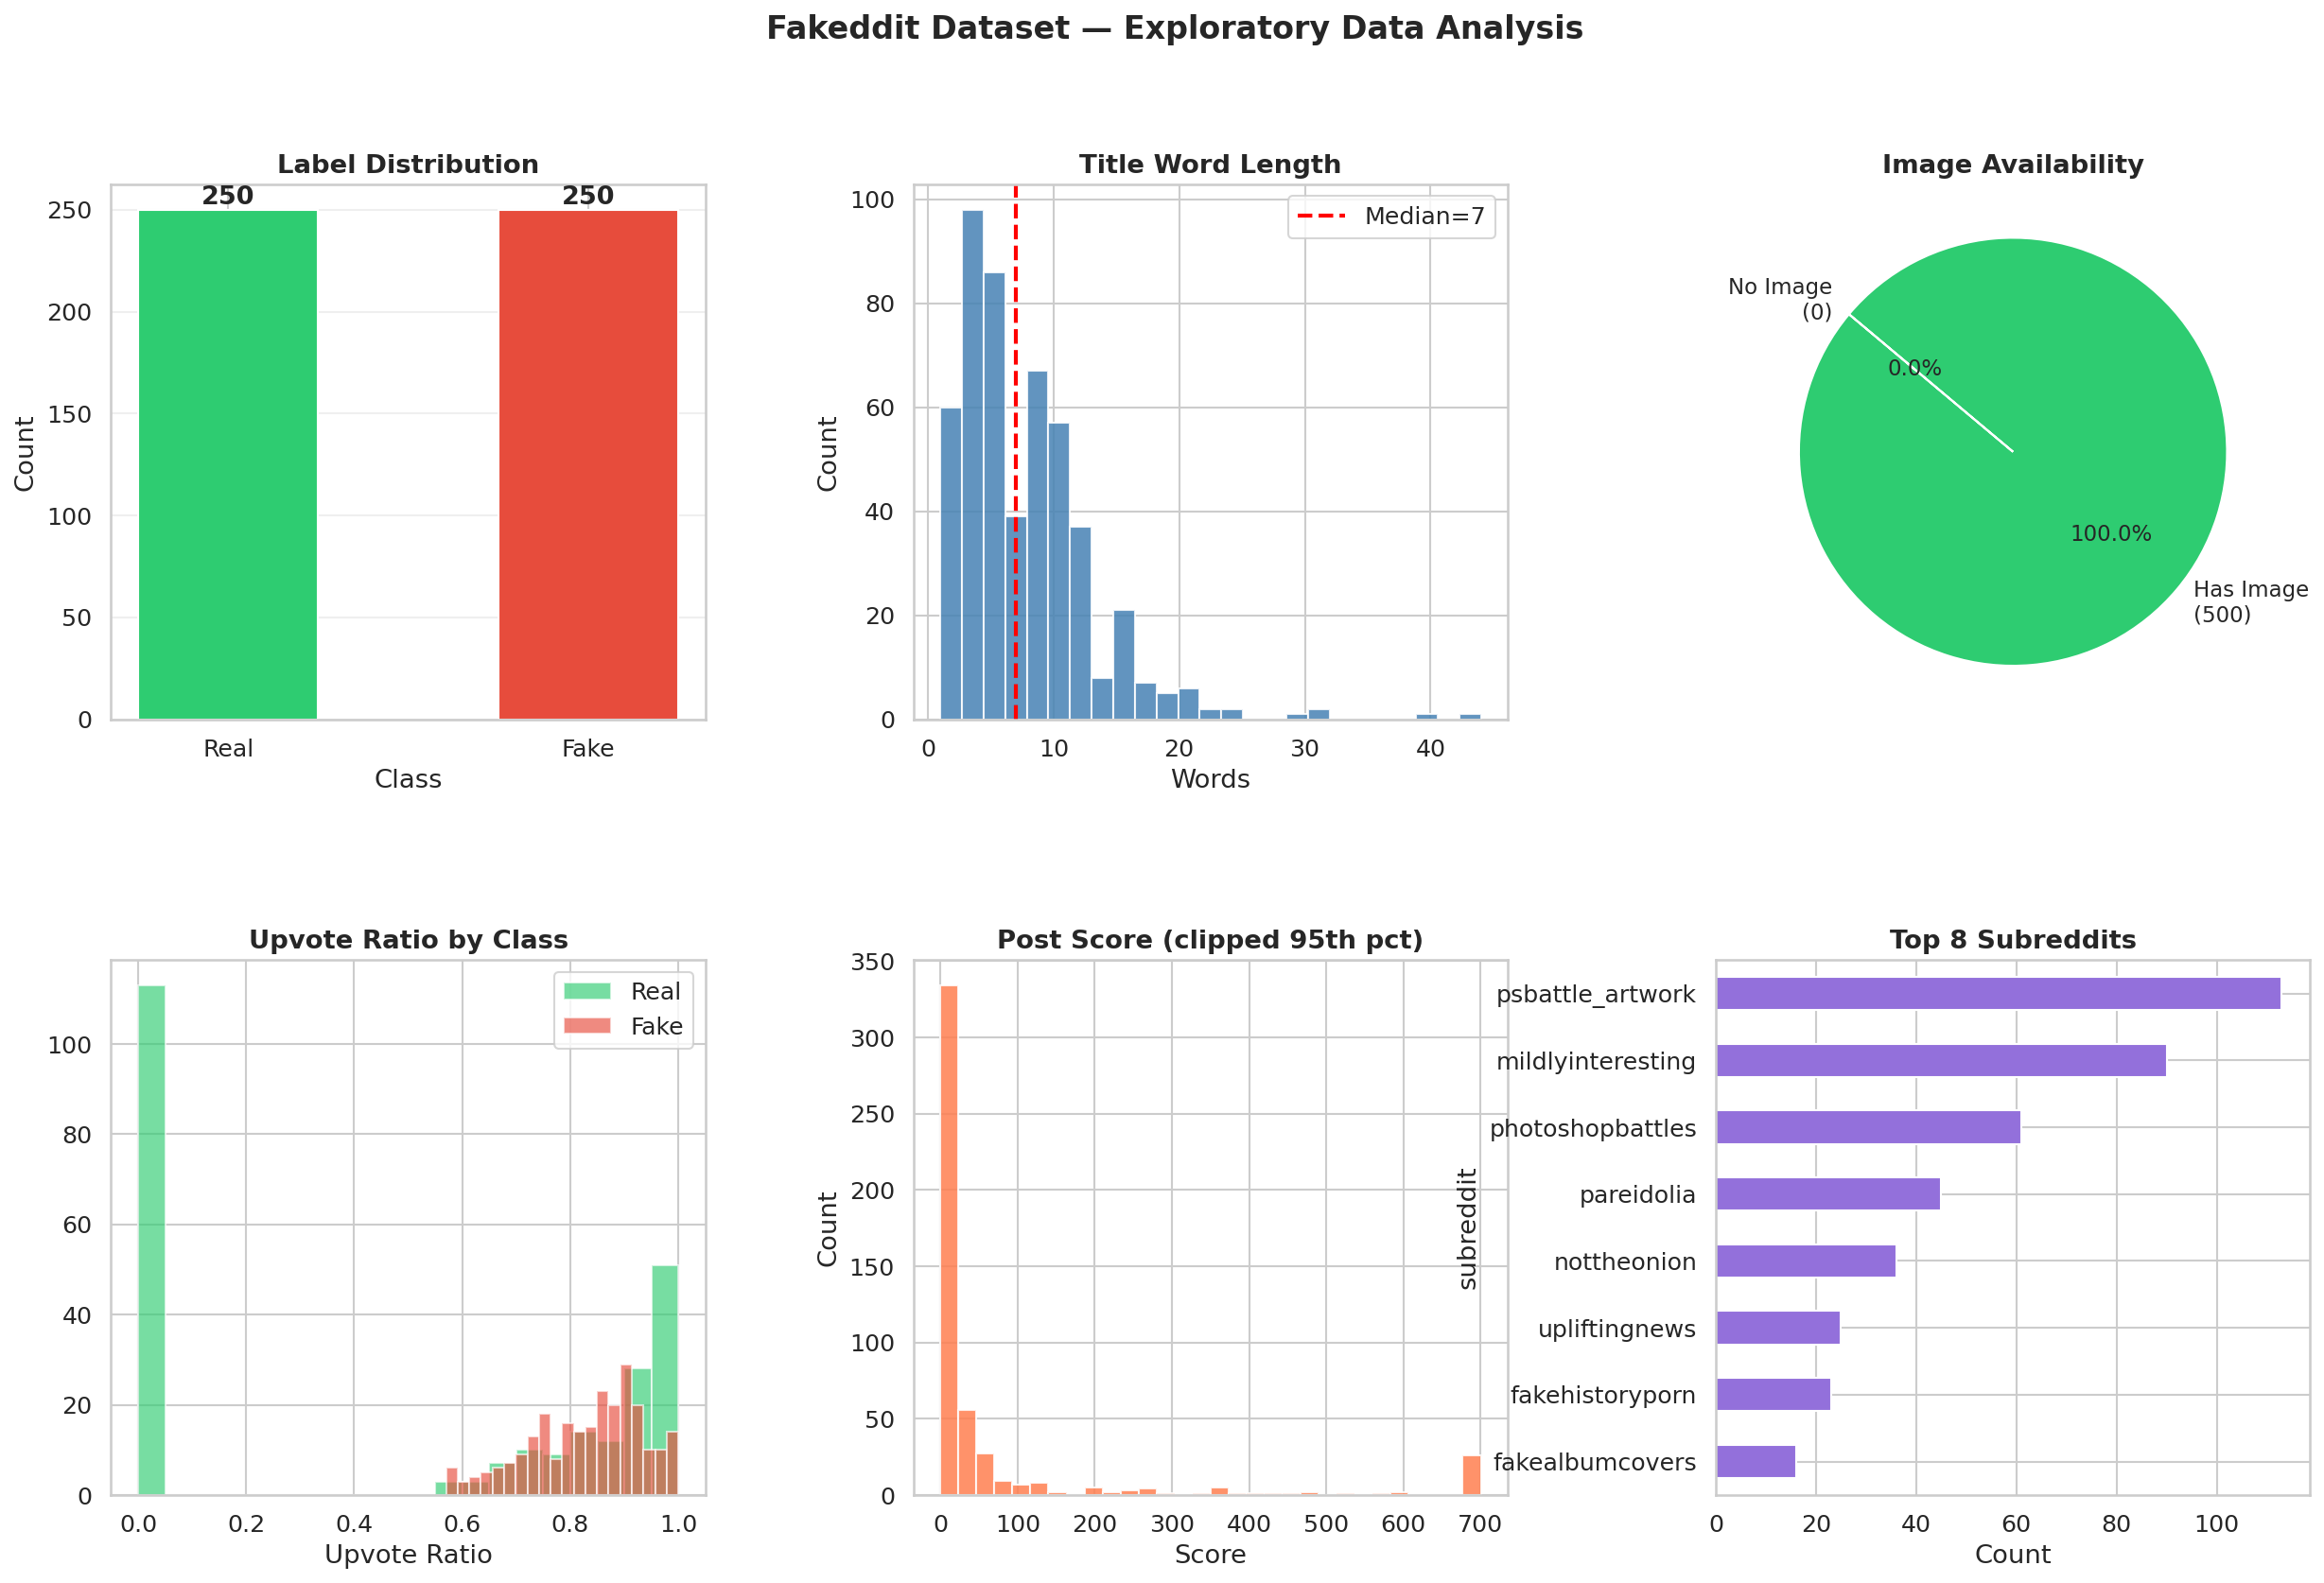 Fakeddit Dataset — Exploratory Data Analysis
Label Distribution
250
250
250
200
150
100
50
0
Count
Real
Fake
Class
Title Word Length
Median=7
100
80
60
40
20
0
Count
0
10
20
30
40
Words
Image Availability
No Image
(0)
0.0%
100.0%
Has Image
(500)
Upvote Ratio by Class
Real
Fake
100
80
60
40
20
0
0.0
0.2
0.4
0.6
0.8
1.0
Upvote Ratio
Post Score (clipped 95th pct)
350
300
250
200
150
100
50
0
Count
0
100
200
300
400
500
600
700
Score
Top 8 Subreddits
subreddit
psbattle_artwork
mildlyinteresting
photoshopbattles
pareidolia
nottheonion
upliftingnews
fakehistoryporn
fakealbumcovers
0
20
40
60
80
100
Count